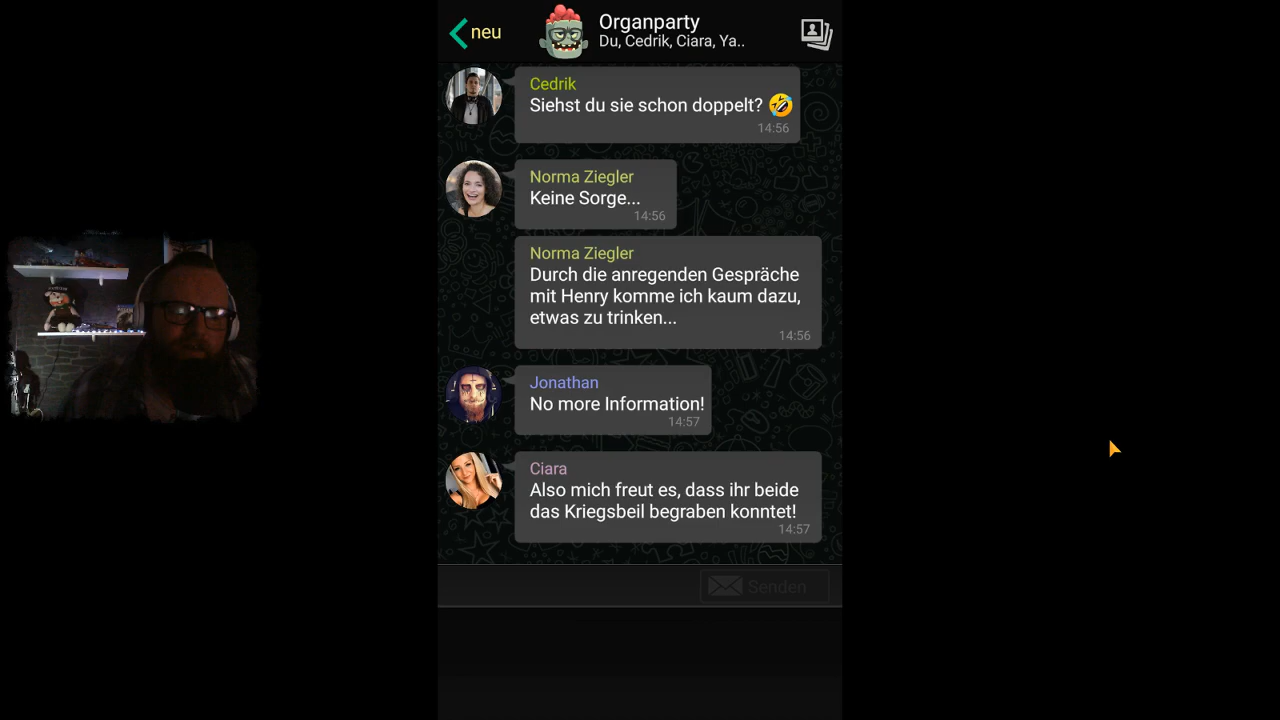 neu
Organparty
Du, Cedrik, Ciara, Ya..
Cedrik
Siehst du sie schon doppelt? 🤣
14:56
Norma Ziegler
Keine Sorge...
14:56
Norma Ziegler
Durch die anregenden Gespräche
mit Henry komme ich kaum dazu,
etwas zu trinken...
14:56
Jonathan
No more Information!
14:57
Ciara
Also mich freut es, dass ihr beide
das Kriegsbeil begraben konntet!
14:57
Senden